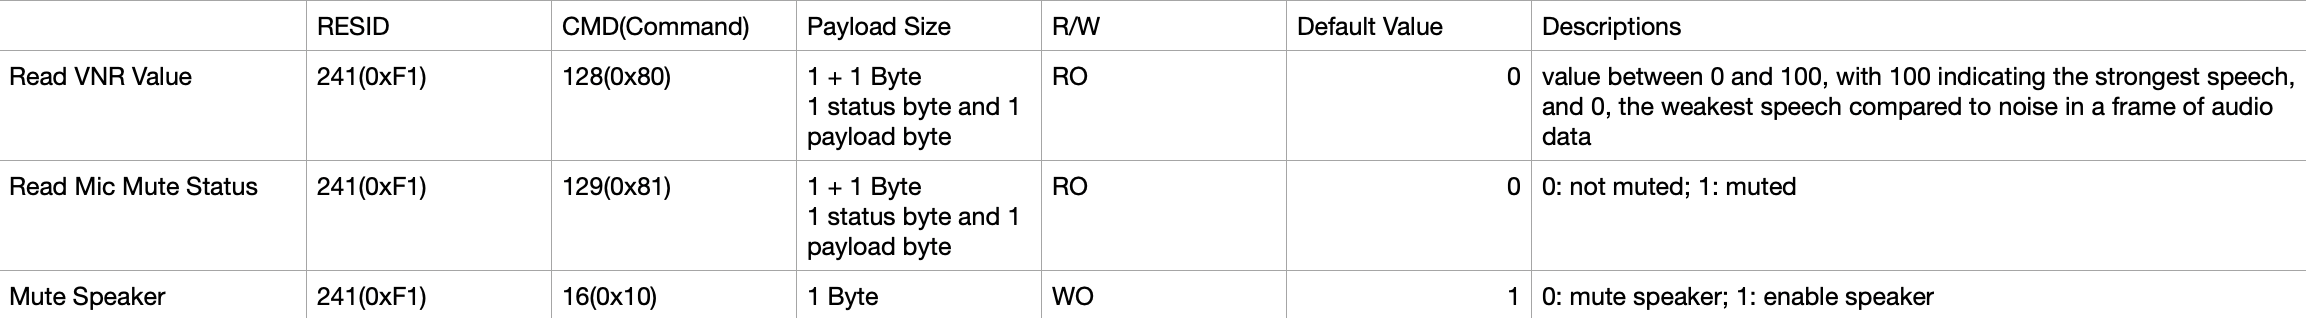 RESID CMD(Command) Payload Size R/W Default Value Descriptions
Read VNR Value 241(0xF1) 128(0x80) 1 + 1 Byte RO 0 value between 0 and 100, with 100 indicating the strongest speech,
1 status byte and 1 and 0, the weakest speech compared to noise in a frame of audio
payload byte data
Read Mic Mute Status 241(0xF1) 129(0x81) 1 + 1 Byte RO 0 0: not muted; 1: muted
1 status byte and 1
payload byte
Mute Speaker 241(0xF1) 16(0x10) 1 Byte WO 1 0: mute speaker; 1: enable speaker